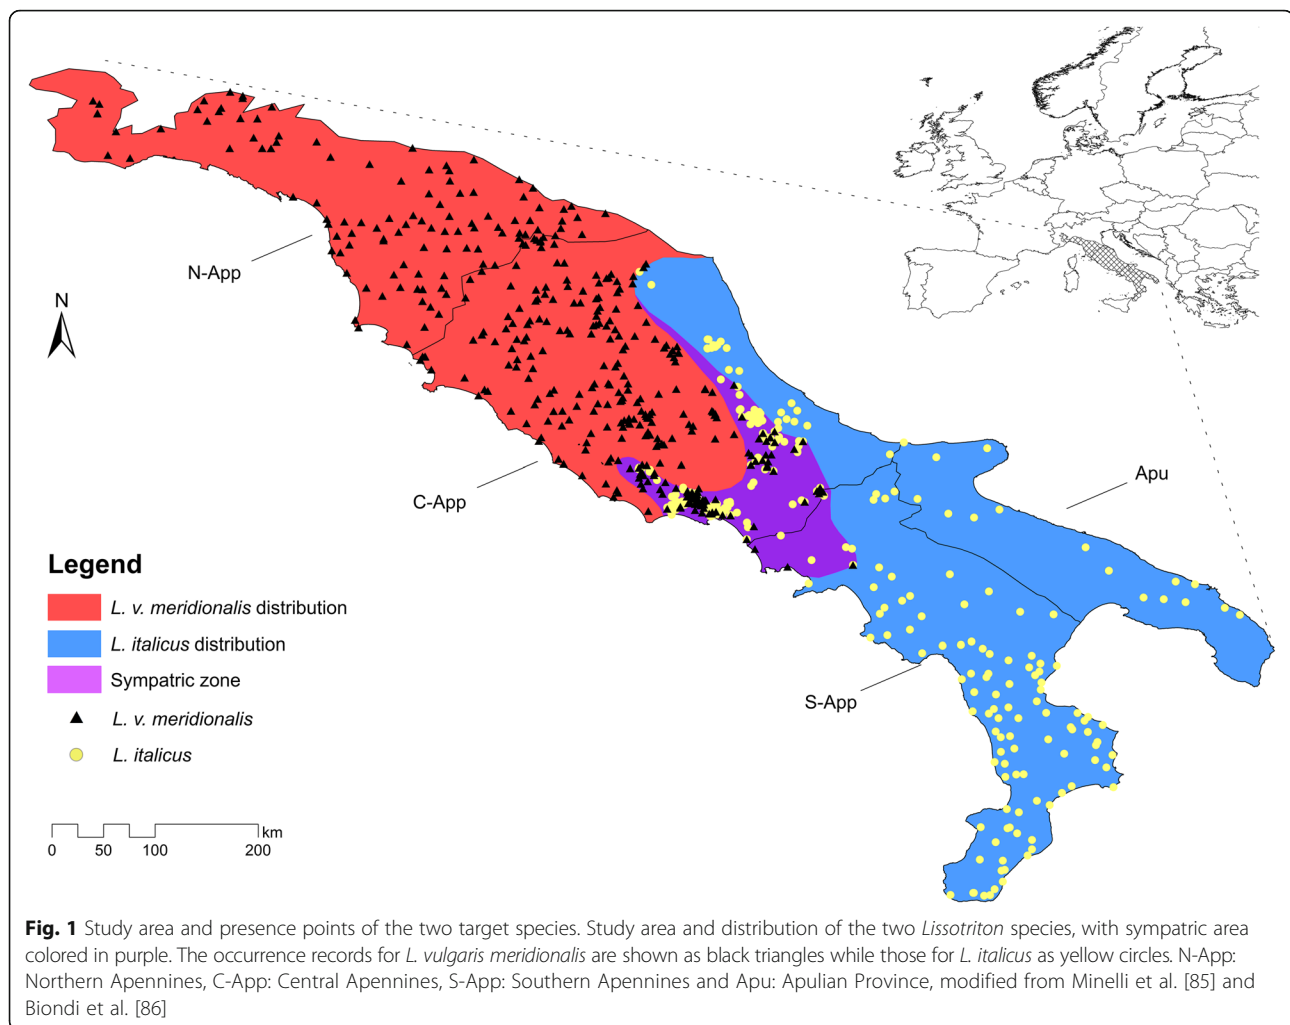 N-App
N
C-App
Apu
S-App
Legend
L. v. meridionalis distribution
L. italicus distribution
Sympatric zone
L. v. meridionalis
L. italicus
km
0 50 100 200
Fig. 1 Study area and presence points of the two target species. Study area and distribution of the two Lissotriton species, with sympatric area
colored in purple. The occurrence records for L. vulgaris meridionalis are shown as black triangles while those for L. italicus as yellow circles. N-App:
Northern Apennines, C-App: Central Apennines, S-App: Southern Apennines and Apu: Apulian Province, modified from Minelli et al. [85] and
Biondi et al. [86]